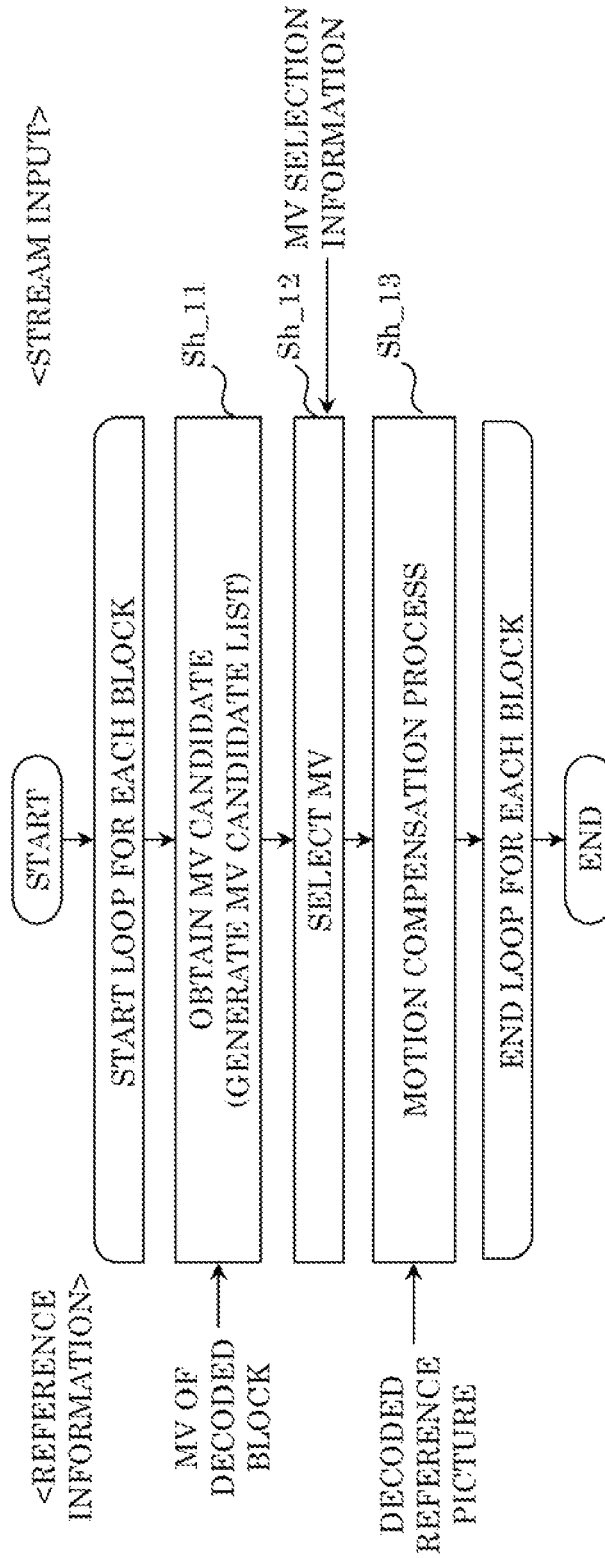 <REFERENCE
INFORMATION>
<STREAM INPUT>
START
START LOOP FOR EACH BLOCK
MV OF
DECODED
BLOCK
OBTAIN MV CANDIDATE
(GENERATE MV CANDIDATE LIST)
Sh_11
SELECT MV
Sh_12
MV SELECTION
INFORMATION
DECODED
REFERENCE
PICTURE
MOTION COMPENSATION PROCESS
Sh_13
END LOOP FOR EACH BLOCK
END